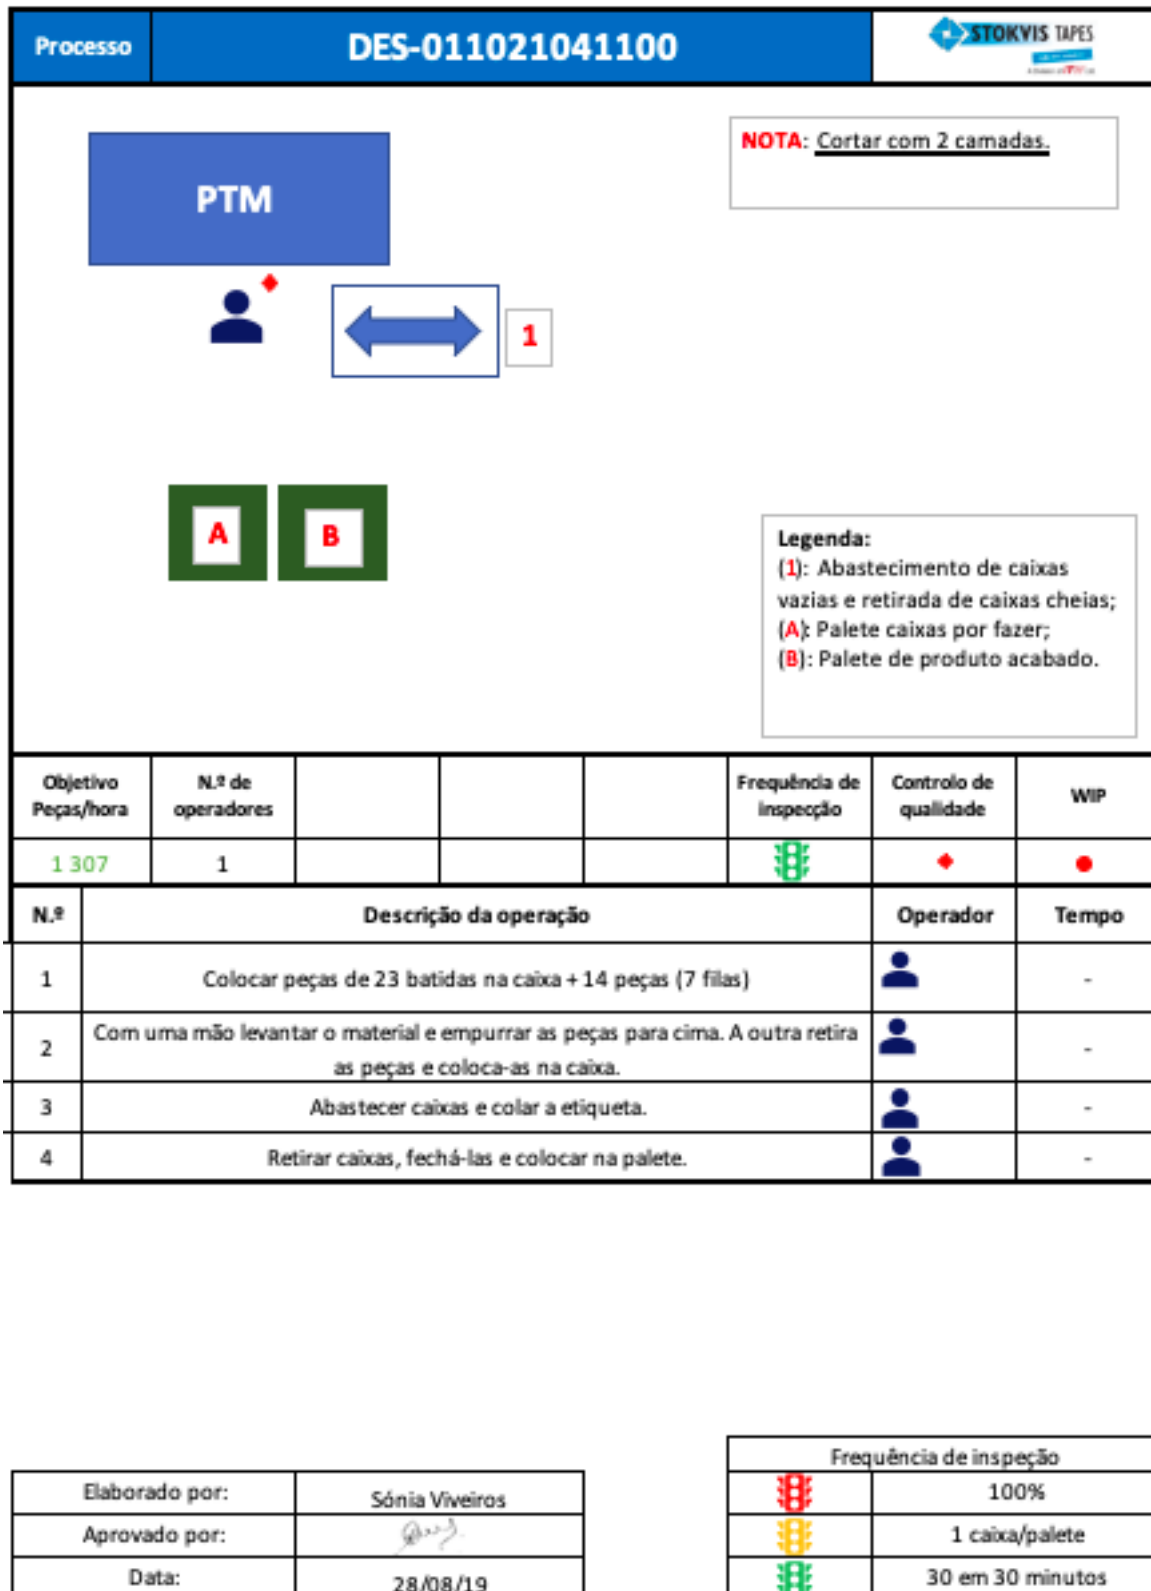 Processo
DES-011021041100
STOKVIS TAPES
PTM
NOTA: Cortar com 2 camadas.
1
A
B
Legenda:
(1): Abastecimento de caixas
vazias e retirada de caixas cheias;
(A): Palete caixas por fazer;
(B): Palete de produto acabado.
Objetivo
Peças/hora
N.º de
operadores
Frequência de
inspecção
Controlo de
qualidade
WIP
1 307
1
N.º
Descrição da operação
Operador
Tempo
1
Colocar peças de 23 batidas na caixa + 14 peças (7 filas)
-
2
Com uma mão levantar o material e empurrar as peças para cima. A outra retira
as peças e coloca-as na caixa.
-
3
Abastecer caixas e colar a etiqueta.
-
4
Retirar caixas, fechá-las e colocar na palete.
-
Elaborado por:
Sónia Viveiros
Aprovado por:
Data:
28/08/19
Frequência de inspeção
100%
1 caixa/palete
30 em 30 minutos